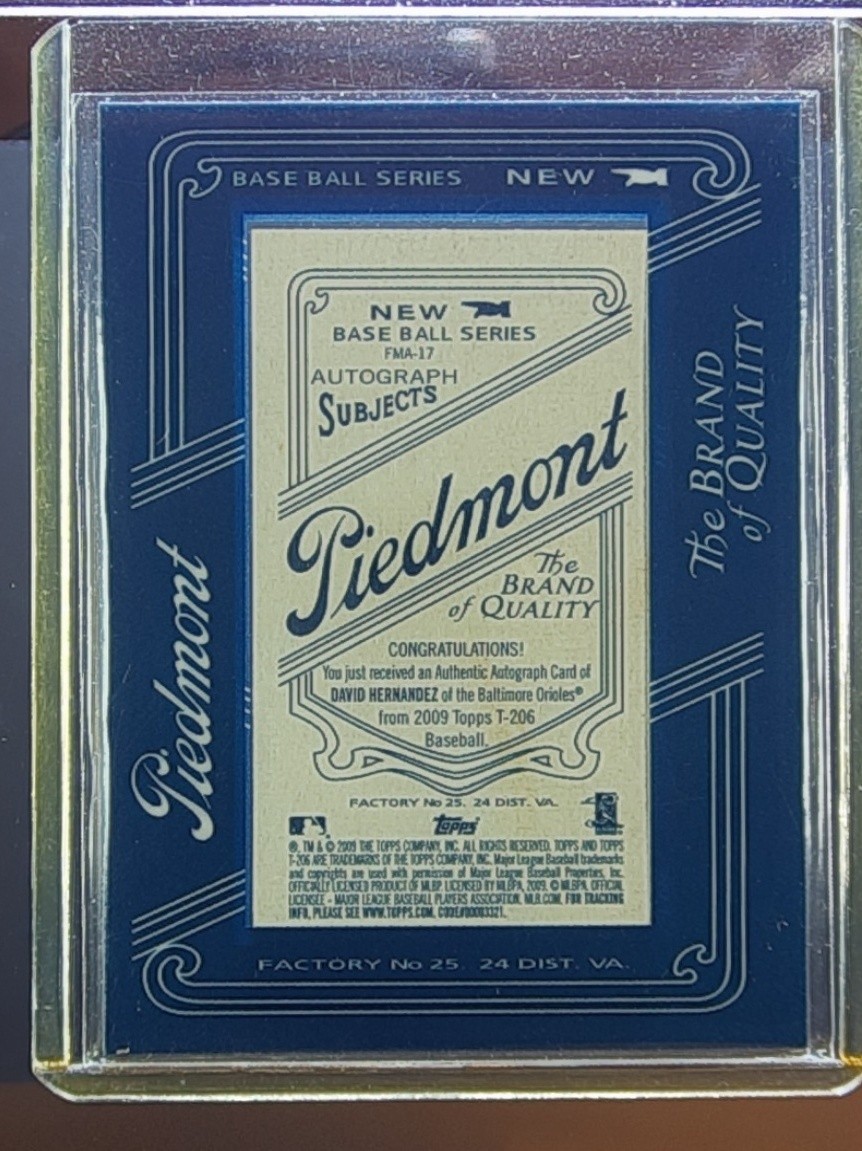 BASE BALL SERIES NEW
NEW
BASE BALL SERIES
FMA-17
AUTOGRAPH
SUBJECTS
Piedmont
The
BRAND
of QUALITY
CONGRATULATIONS!
You just received an Authentic Autograph Card of
DAVID HERNANDEZ of the Baltimore Orioles®
from 2009 Topps T-206
Baseball.
FACTORY No 25. 24 DIST. VA.
Topps
®, TM & © 2009 THE TOPPS COMPANY, INC. ALL RIGHTS RESERVED. TOPPS AND TOPPS
T-206 ARE TRADEMARKS OF THE TOPPS COMPANY, INC. Major League Baseball trademarks
and copyrights are used with permission of Major League Baseball Properties, Inc.
OFFICIALLY LICENSED PRODUCT OF MLBP. LICENSED BY MLBPA, 2009. © MLBPA, OFFICIAL
LICENSEE - MAJOR LEAGUE BASEBALL PLAYERS ASSOCIATION. MLB.COM. FOR TRACKING
INFO, PLEASE SEE WWW.TOPPS.COM. CODE#00083321.
Piedmont
The BRAND
of QUALITY
FACTORY No 25. 24 DIST. VA.